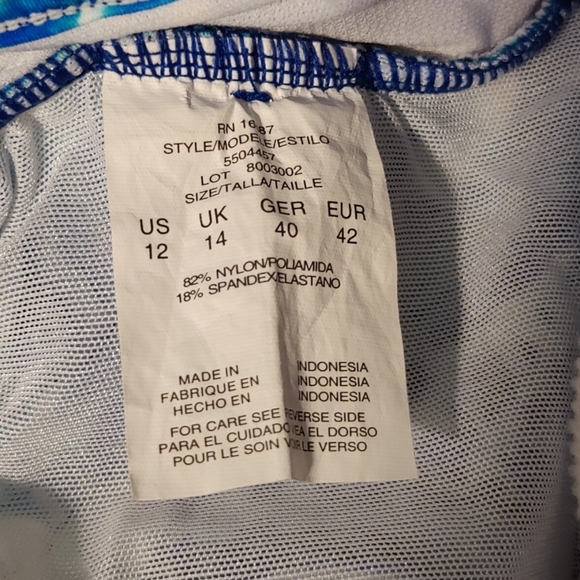 RN 16 87
STYLE/MODELE/ESTILO
5504457
LOT 8003002
SIZE/TALLA/TAILLE
US UK GER EUR
12 14 40 42
82% NYLON/POLIAMIDA
18% SPANDEX/ELASTANO
MADE IN INDONESIA
FABRIQUE EN INDONESIA
HECHO EN INDONESIA
FOR CARE SEE REVERSE SIDE
PARA EL CUIDADO VEA EL DORSO
POUR LE SOIN VOIR LE VERSO